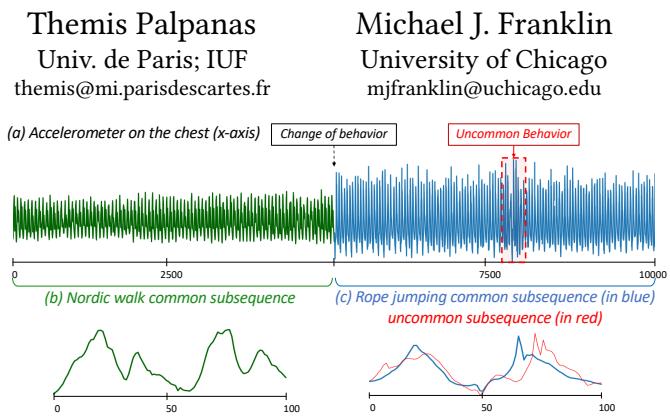 Themis Palpanas
Univ. de Paris; IUF
themis@mi.parisdescartes.fr
Michael J. Franklin
University of Chicago
mjfranklin@uchicago.edu
(a) Accelerometer on the chest (x-axis)
Change of behavior
Uncommon Behavior
0 2500 7500 10000
(b) Nordic walk common subsequence
(c) Rope jumping common subsequence (in blue)
uncommon subsequence (in red)
0 50 100
0 50 100